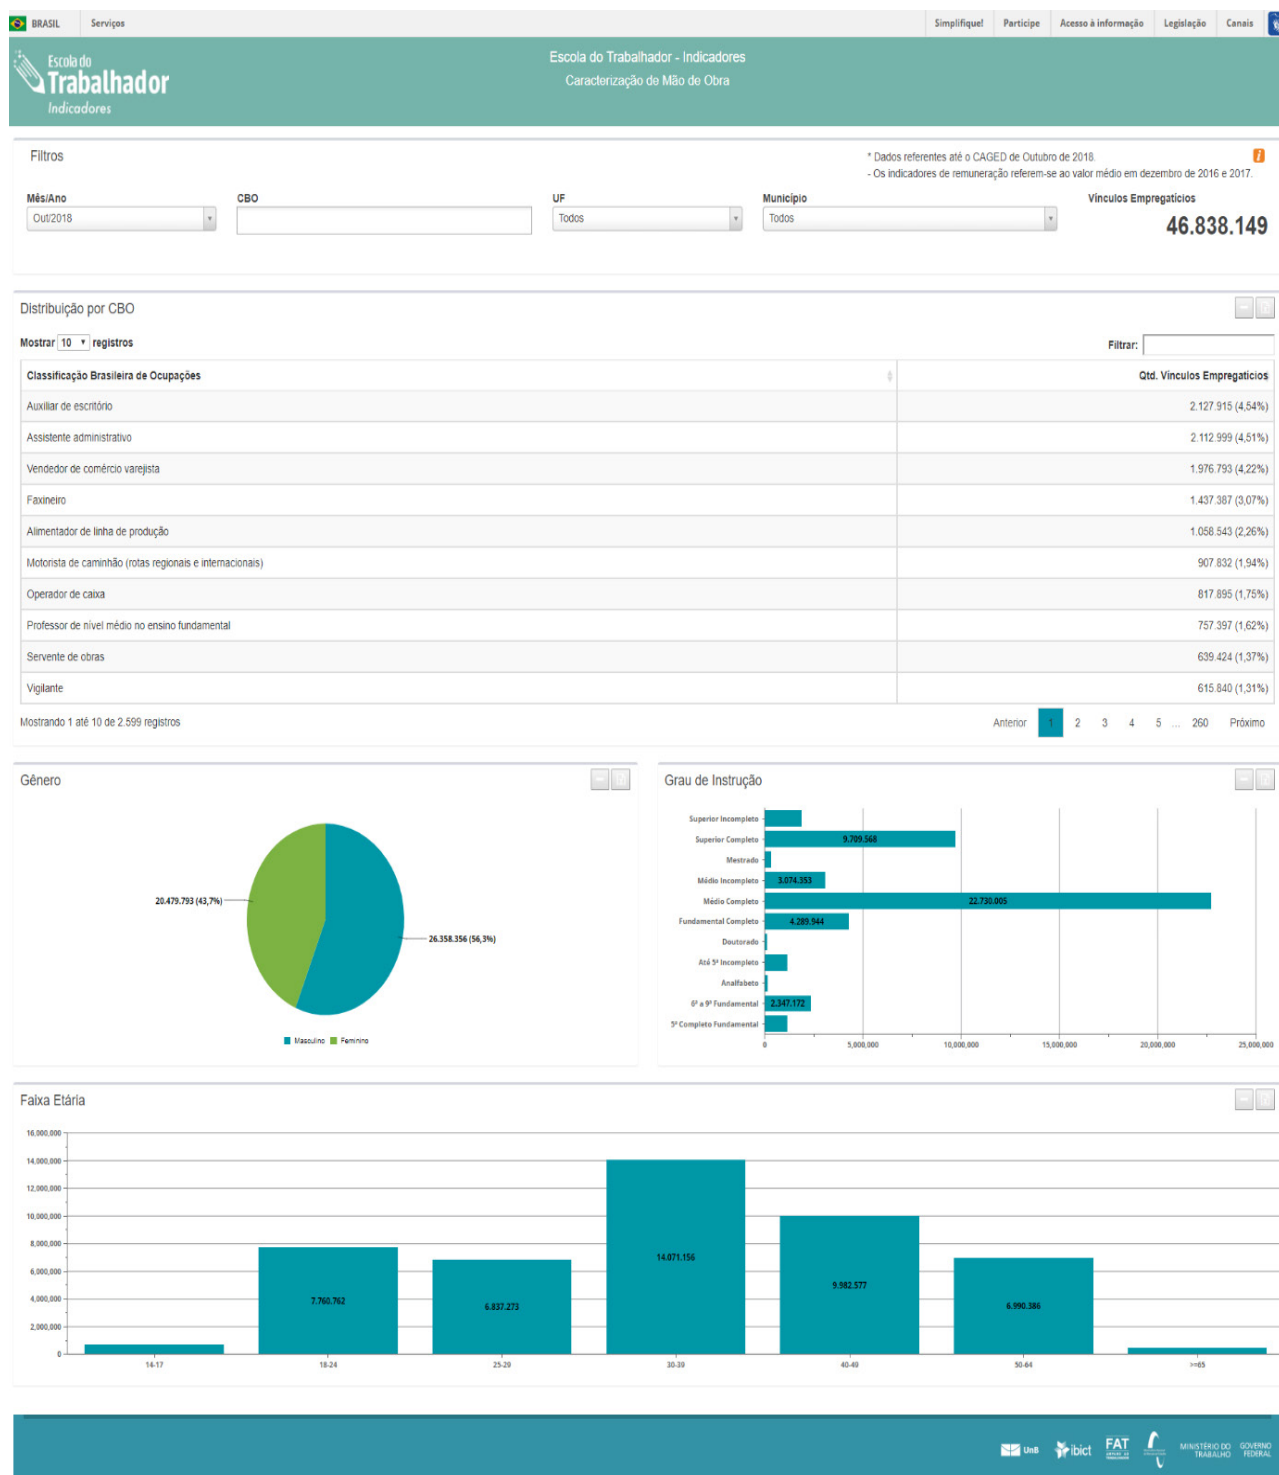 BRASIL Serviços Simplifique! Participe Acesso à informação Legislação Canais
Escola do
Trabalhador
Indicadores
Escola do Trabalhador - Indicadores
Caracterização de Mão de Obra
Filtros
* Dados referentes até o CAGED de Outubro de 2018.
- Os indicadores de remuneração referem-se ao valor médio em dezembro de 2016 e 2017.
Mês/Ano CBO UF Município Vínculos Empregatícios
Out/2018 Todos Todos
46.838.149
Distribuição por CBO
Mostrar 10 registros Filtrar:
Classificação Brasileira de Ocupações Qtd. Vínculos Empregatícios
Auxiliar de escritório 2.127.915 (4,54%)
Assistente administrativo 2.112.999 (4,51%)
Vendedor de comércio varejista 1.976.793 (4,22%)
Faxineiro 1.437.387 (3,07%)
Alimentador de linha de produção 1.058.543 (2,26%)
Motorista de caminhão (rotas regionais e internacionais) 907.832 (1,94%)
Operador de caixa 817.895 (1,75%)
Professor de nível médio no ensino fundamental 757.397 (1,62%)
Servente de obras 639.424 (1,37%)
Vigilante 615.840 (1,31%)
Mostrando 1 até 10 de 2.599 registros Anterior 1 2 3 4 5 ... 260 Próximo
Gênero
20.479.793 (43,7%)
26.358.356 (56,3%)
Masculino Feminino
Grau de Instrução
Superior Incompleto
Superior Completo 9.709.568
Mestrado
Médio Incompleto 3.074.353
Médio Completo 22.730.005
Fundamental Completo 4.289.944
Doutorado
Até 5ª Incompleto
Analfabeto
6ª a 9ª Fundamental 2.347.172
5ª Completo Fundamental
0 5,000,000 10,000,000 15,000,000 20,000,000 25,000,000
Faixa Etária
16,000,000
14,000,000
12,000,000
10,000,000
8,000,000
6,000,000
4,000,000
2,000,000
0
7.760.762 6.837.273 14.071.156 9.982.577 6.990.386
14-17 18-24 25-29 30-39 40-49 50-64 >=65
UnB ibict FAT MINISTÉRIO DO TRABALHO GOVERNO FEDERAL